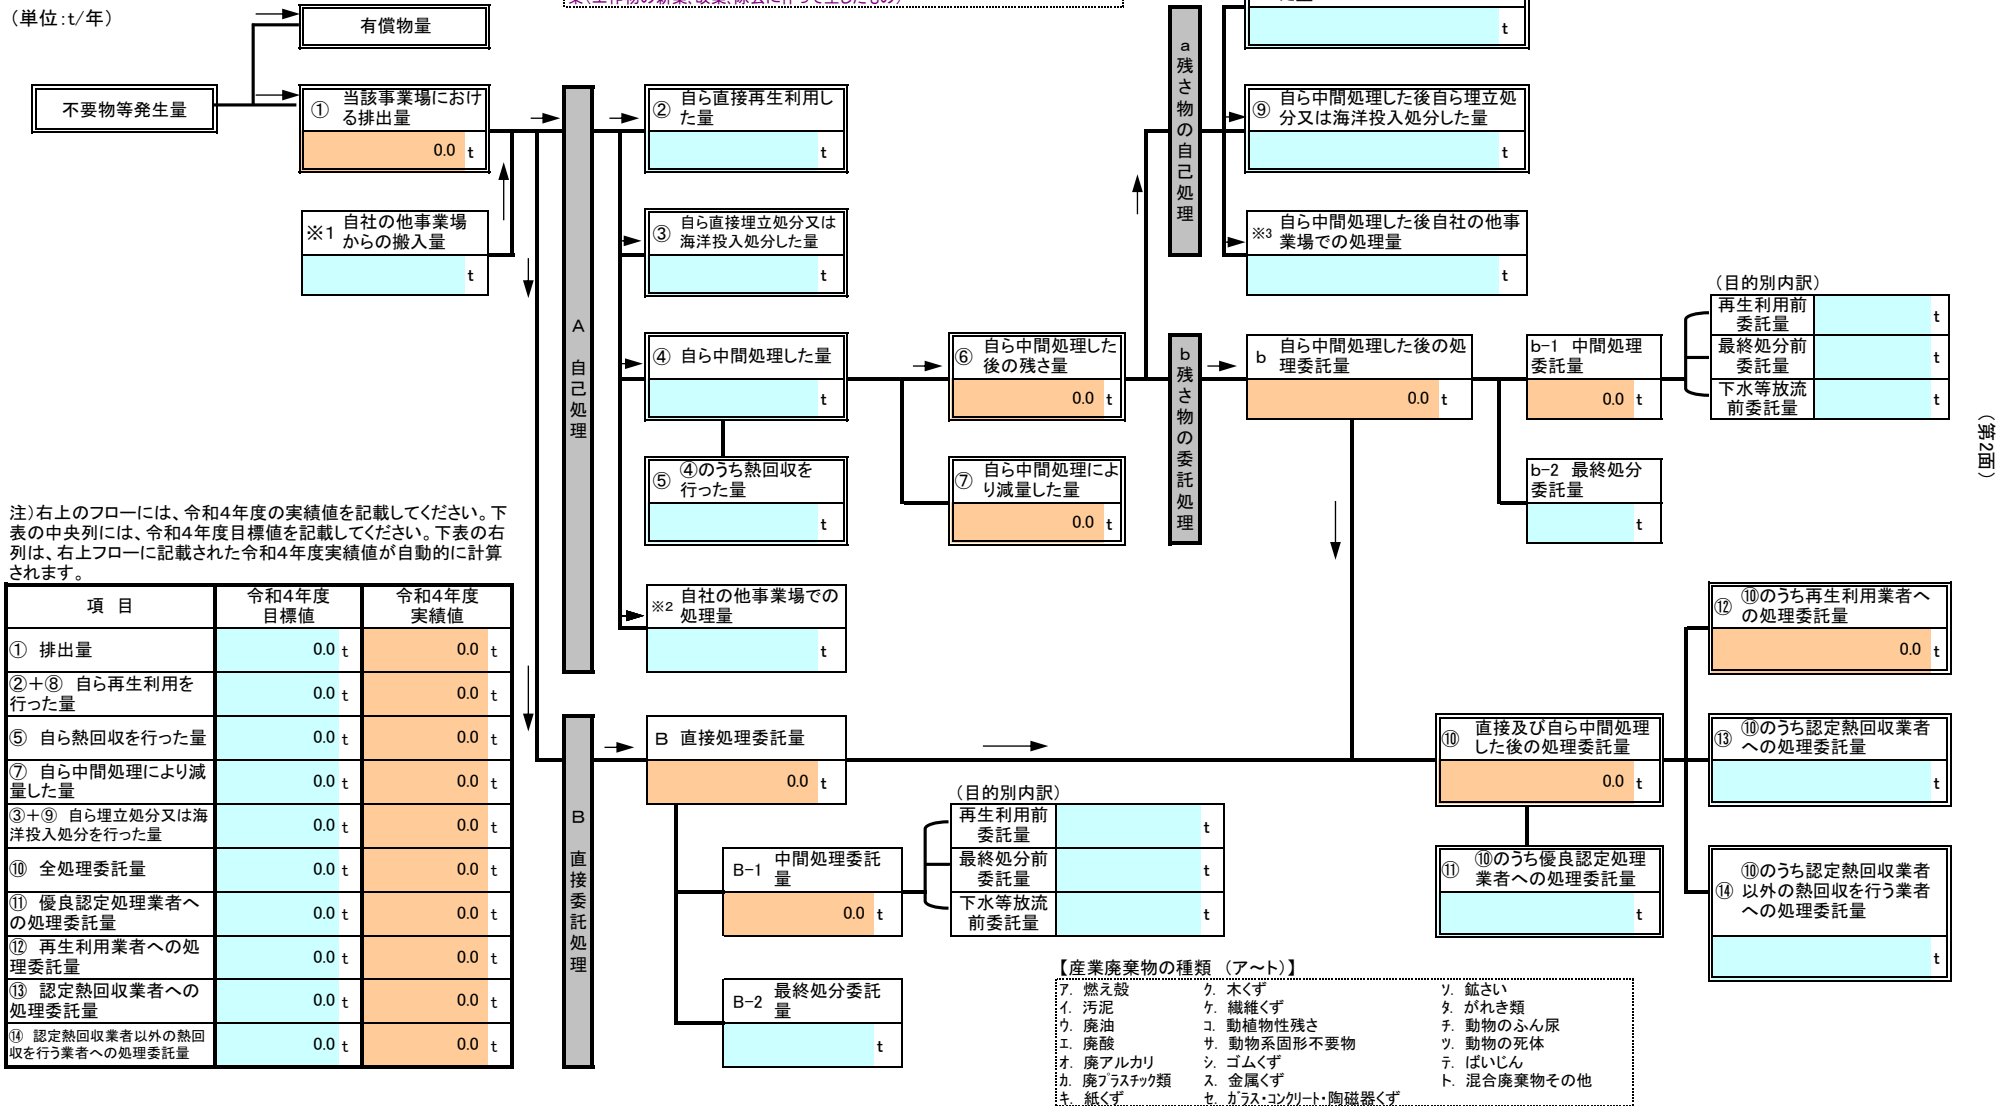 (単位:t/年)
有償物量
不要物等発生量
① 当該事業場におけ
る排出量
0.0 t
※1 自社の他事業場
からの搬入量
t
A 自己処理
② 自ら直接再生利用し
た量
t
③ 自ら直接埋立処分又は
海洋投入処分した量
t
④ 自ら中間処理した量
t
⑤ ④のうち熱回収を
行った量
t
※2 自社の他事業場での
処理量
t
⑥ 自ら中間処理した
後の残さ量
0.0 t
⑦ 自ら中間処理によ
り減量した量
0.0 t
a残さ物の自己処理
t
⑨ 自ら中間処理した後自ら埋立処
分又は海洋投入処分した量
t
※3 自ら中間処理した後自社の他事
業場での処理量
t
b残さ物の委託処理
b 自ら中間処理した後の処
理委託量
0.0 t
b-1 中間処理
委託量
0.0 t
b-2 最終処分
委託量
t
(目的別内訳)
再生利用前
委託量
t
最終処分前
委託量
t
下水等放流
前委託量
t
(第2面)
注)右上のフローには、令和4年度の実績値を記載してください。下
表の中央列には、令和4年度目標値を記載してください。下表の右
列は、右上フローに記載された令和4年度実績値が自動的に計算
されます。
項 目 令和4年度 令和4年度
目標値 実績値
① 排出量 0.0 t 0.0 t
②+⑧ 自ら再生利用を
行った量 0.0 t 0.0 t
⑤ 自ら熱回収を行った量 0.0 t 0.0 t
⑦ 自ら中間処理により減
量した量 0.0 t 0.0 t
③+⑨ 自ら埋立処分又は海
洋投入処分を行った量 0.0 t 0.0 t
⑩ 全処理委託量 0.0 t 0.0 t
⑪ 優良認定処理業者へ
の処理委託量 0.0 t 0.0 t
⑫ 再生利用業者への処
理委託量 0.0 t 0.0 t
⑬ 認定熱回収業者への
処理委託量 0.0 t 0.0 t
⑭ 認定熱回収業者以外の熱回
収を行う業者への処理委託量 0.0 t 0.0 t
B 直接委託処理
B 直接処理委託量
0.0 t
B-1 中間処理委託
量
0.0 t
B-2 最終処分委託
量
t
(目的別内訳)
再生利用前
委託量
t
最終処分前
委託量
t
下水等放流
前委託量
t
⑩ 直接及び自ら中間処理
した後の処理委託量
0.0 t
⑪ ⑩のうち優良認定処理
業者への処理委託量
t
⑫ ⑩のうち再生利用業者へ
の処理委託量
0.0 t
⑬ ⑩のうち認定熱回収業者
への処理委託量
t
⑭ ⑩のうち認定熱回収業者
以外の熱回収を行う業者
への処理委託量
t
【産業廃棄物の種類 (ア~ト)】
ア. 燃え殻 ク. 木くず ソ. 鉱さい
イ. 汚泥 ケ. 繊維くず タ. がれき類
ウ. 廃油 コ. 動植物性残さ チ. 動物のふん尿
エ. 廃酸 サ. 動物系固形不要物 ツ. 動物の死体
オ. 廃アルカリ シ. ゴムくず テ. ばいじん
カ. 廃プラスチック類 ス. 金属くず ト. 混合廃棄物その他
キ. 紙くず セ. ガラス・コンクリート・陶磁器くず